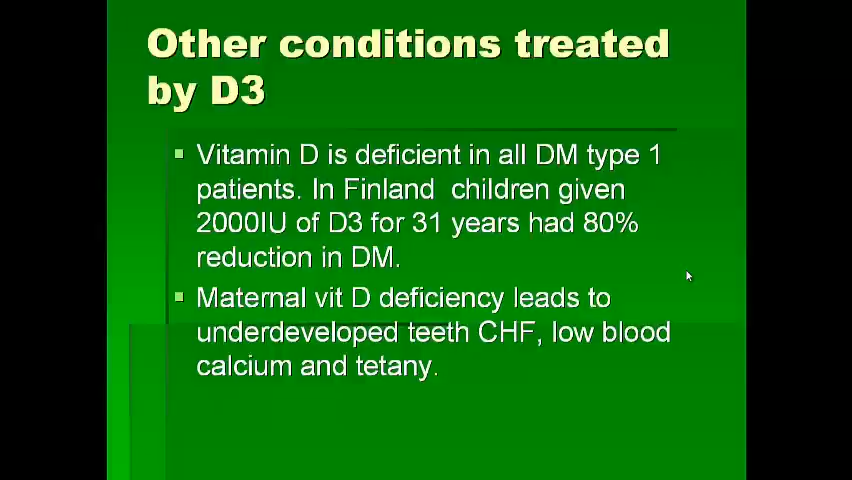 Other conditions treated
by D3
Vitamin D is deficient in all DM type 1
patients. In Finland children given
2000IU of D3 for 31 years had 80%
reduction in DM.
Maternal vit D deficiency leads to
underdeveloped teeth CHF, low blood
calcium and tetany.